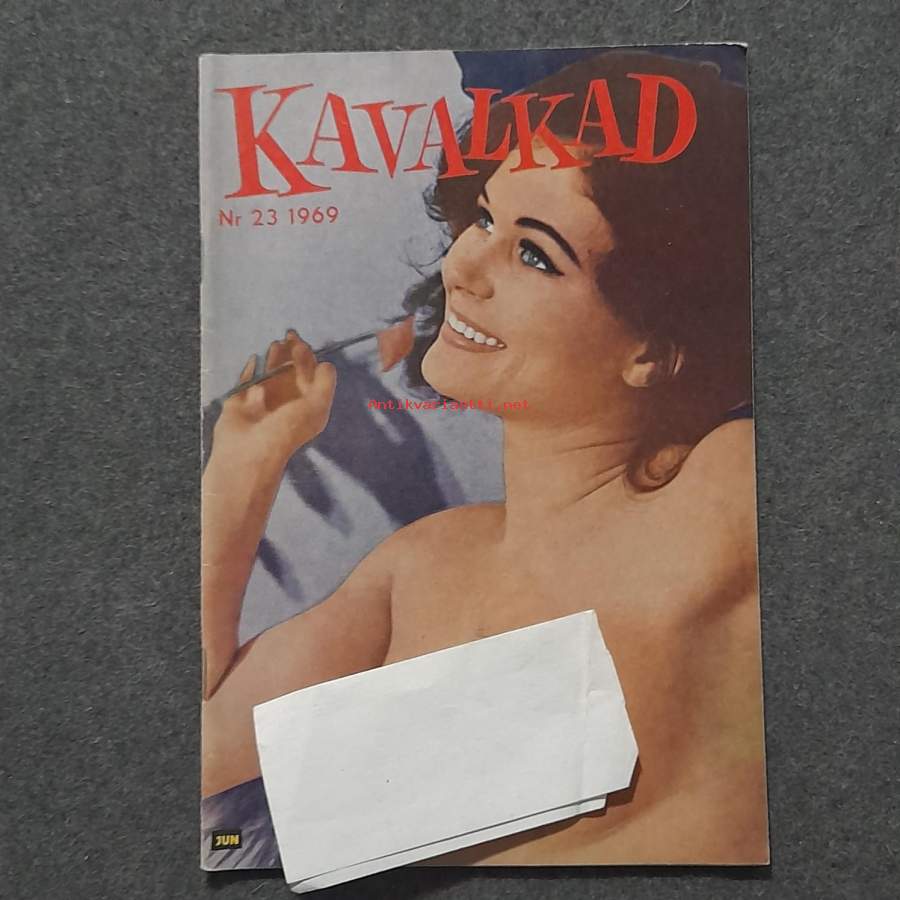 KAVALKAD
Nr 23 1969
Antikvariaatti.net
JUN